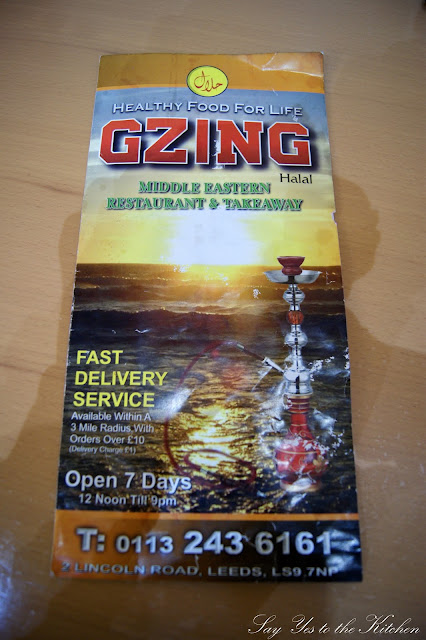 حلال
HEALTHY FOOD FOR LIFE
GZING
Halal
MIDDLE EASTERN
RESTAURANT & TAKEAWAY
FAST
DELIVERY
SERVICE
Available Within A
3 Mile Radius With
Orders Over £10
(Delivery Charge £1)
Open 7 Days
12 Noon Till 9pm
T: 0113 243 6161
2 LINCOLN ROAD, LEEDS, LS9 7NP
Say Yes to the Kitchen